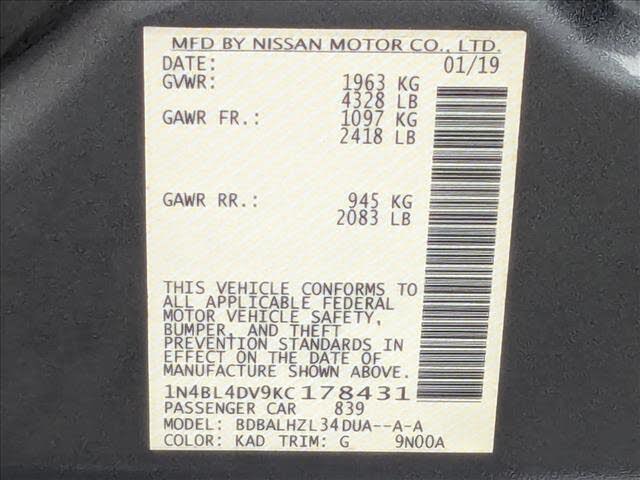 MFD BY NISSAN MOTOR CO., LTD.
DATE: 01/19
GVWR: 1963 KG
4328 LB
GAWR FR.: 1097 KG
2418 LB
GAWR RR.: 945 KG
2083 LB
THIS VEHICLE CONFORMS TO
ALL APPLICABLE FEDERAL
MOTOR VEHICLE SAFETY,
BUMPER, AND THEFT
PREVENTION STANDARDS IN
EFFECT ON THE DATE OF
MANUFACTURE SHOWN ABOVE.
1N4BL4DV9KC178431
PASSENGER CAR 839
MODEL: BDBALHZL34DUA--A-A
COLOR: KAD TRIM: G 9N00A